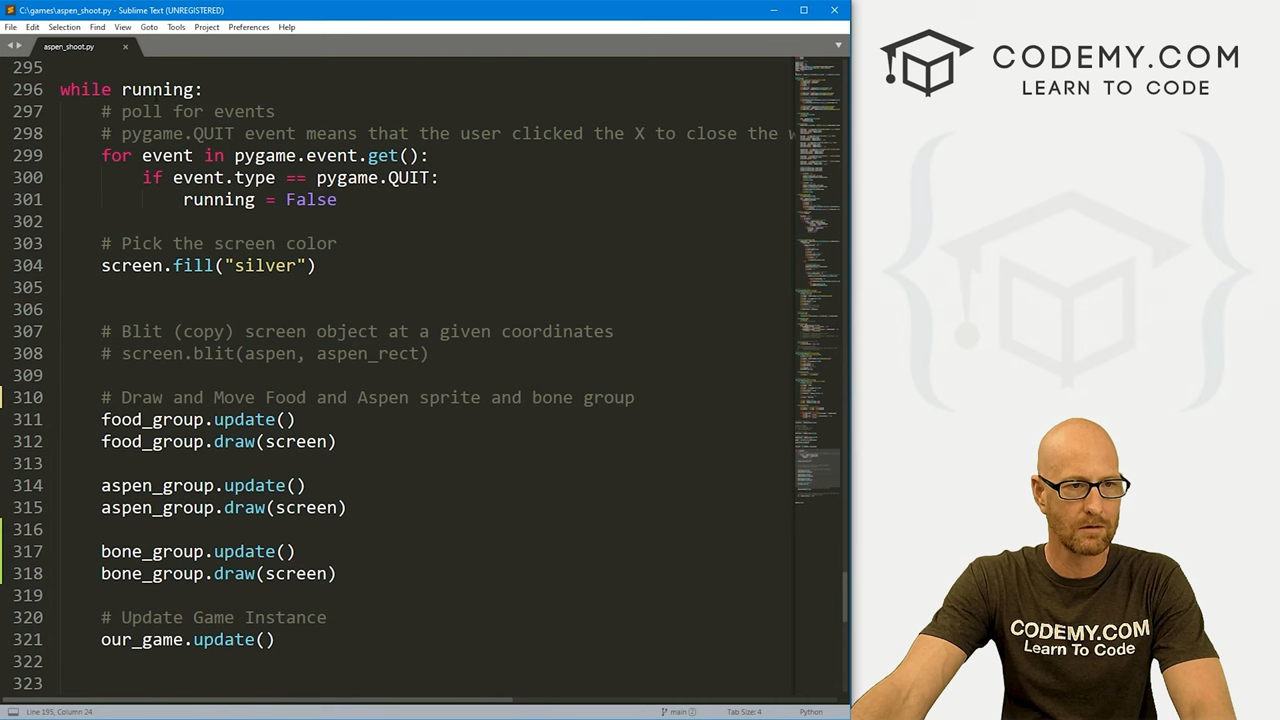 C:\games\aspen_shoot.py - Sublime Text (UNREGISTERED)
File Edit Selection Find View Goto Tools Project Preferences Help
aspen_shoot.py
295
296 while running:
297 # Poll for events
298 # pygame.QUIT event means that the user clicked the X to close the w
299 for event in pygame.event.get():
300 if event.type == pygame.QUIT:
301 running = False
302
303 # Pick the screen color
304 screen.fill("silver")
305
306
307 # Blit (copy) screen object at a given coordinates
308 # screen.blit(aspen, aspen_rect)
309
310 # Draw and Move Food and Aspen sprite and bone group
311 food_group.update()
312 food_group.draw(screen)
313
314 aspen_group.update()
315 aspen_group.draw(screen)
316
317 bone_group.update()
318 bone_group.draw(screen)
319
320 # Update Game Instance
321 our_game.update()
322
323
Line 195, Column 24
main 2
Tab Size: 4
Python
CODEMY.COM
LEARN TO CODE
CODEMY.COM
Learn To Code